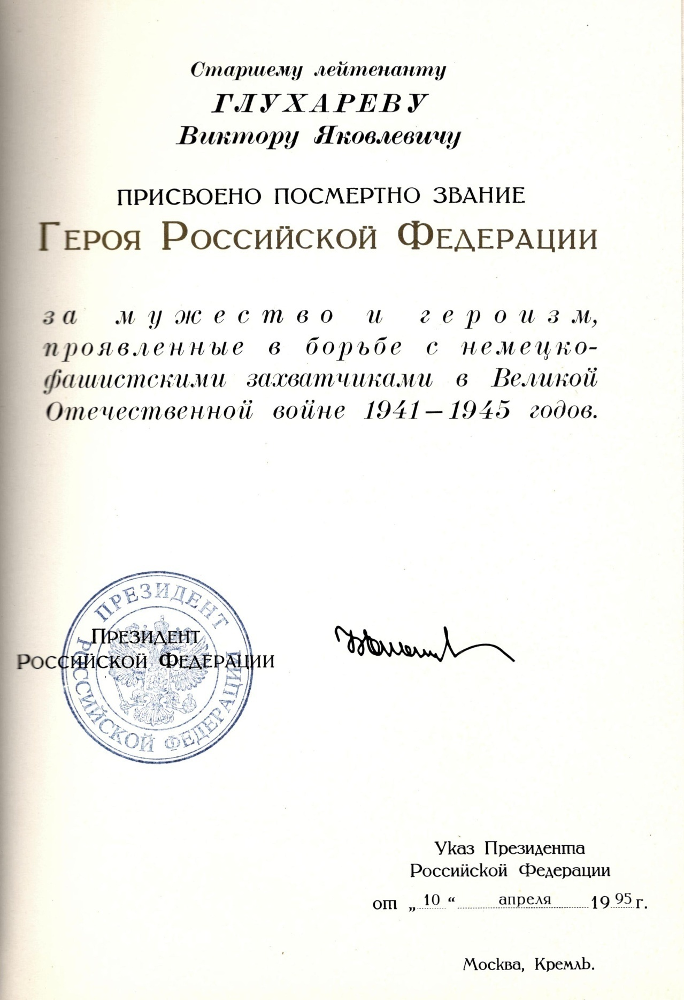 Старшему лейтенанту
ГЛУХАРЕВУ
Виктору Яковлевичу
ПРИСВОЕНО ПОСМЕРТНО ЗВАНИЕ
ГЕРОЯ РОССИЙСКОЙ ФЕДЕРАЦИИ
за мужество и героизм,
проявленные в борьбе с немецко-
фашистскими захватчиками в Великой
Отечественной войне 1941 — 1945 годов.
ПРЕЗИДЕНТ
РОССИЙСКОЙ ФЕДЕРАЦИИ
ПРЕЗИДЕНТ
РОССИЙСКОЙ ФЕДЕРАЦИИ
Указ Президента
Российской Федерации
от „ 10 “ апреля 19 95 г.
Москва, Кремль.